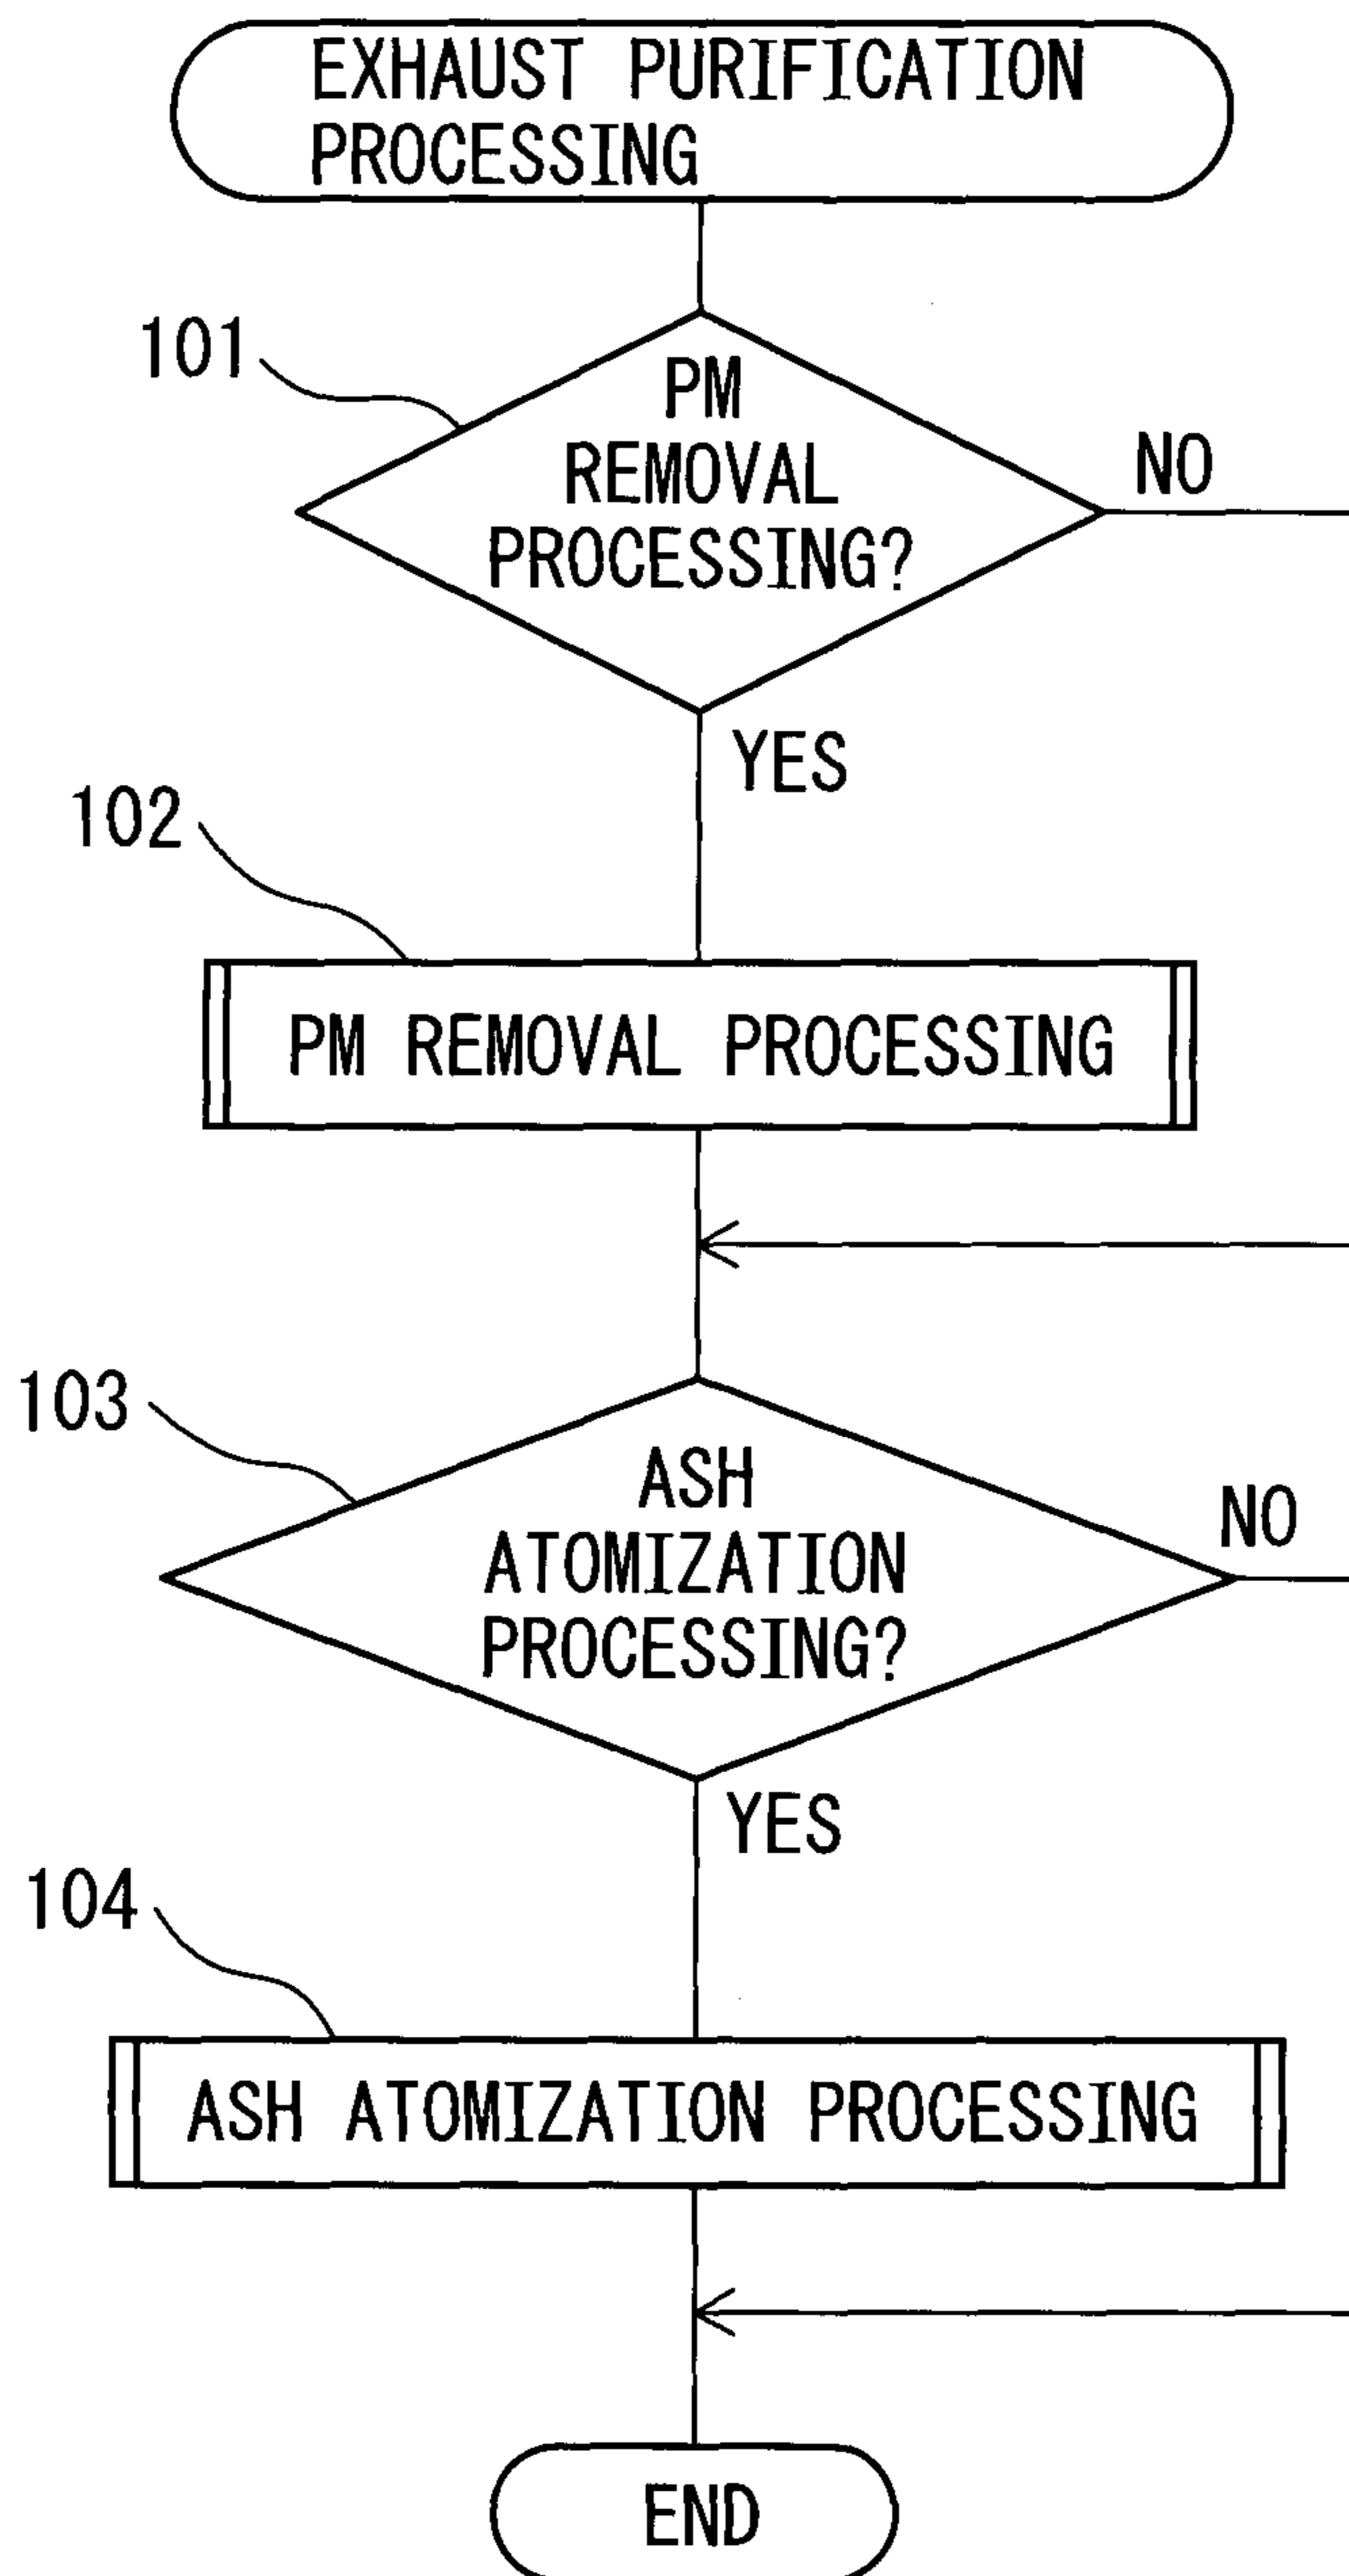 EXHAUST PURIFICATION
PROCESSING
101
PM
REMOVAL
PROCESSING?
NO
YES
102
PM REMOVAL PROCESSING
103
ASH
ATOMIZATION
PROCESSING?
NO
YES
104
ASH ATOMIZATION PROCESSING
END